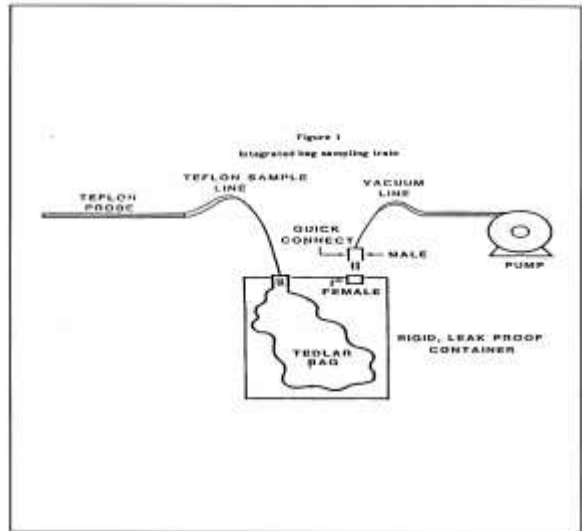 Figure 1
Integrated bag sampling train
TEFLON SAMPLE
LINE
VACUUM
LINE
TEFLON
PROBE
QUICK
CONNECT
MALE
PUMP
FEMALE
RIGID, LEAK PROOF
CONTAINER
TEDLAR
BAG